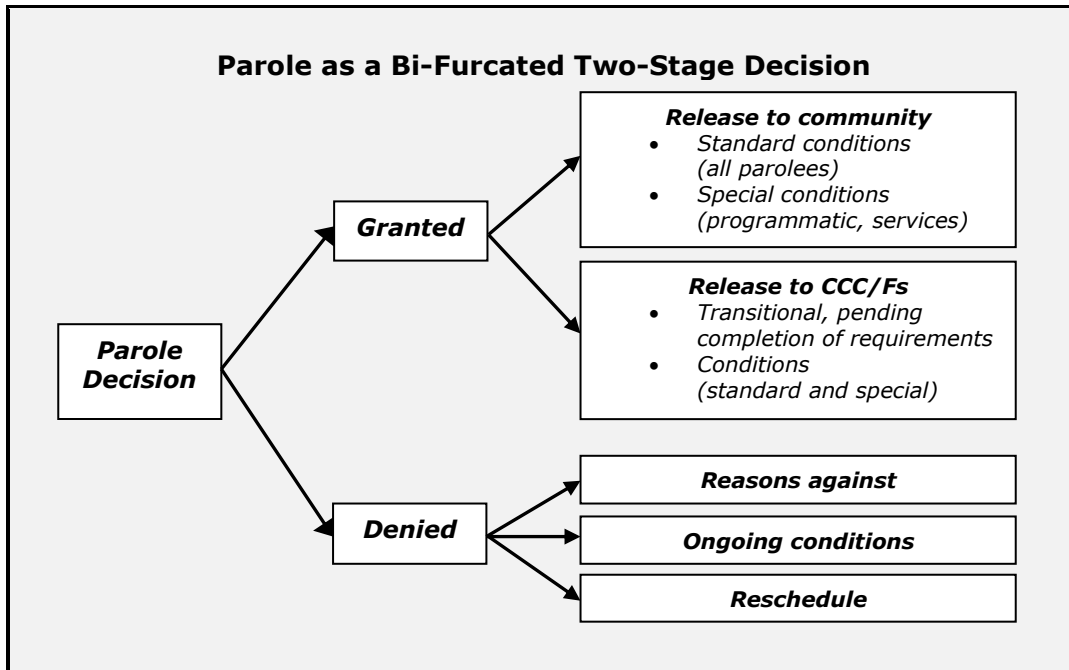 Parole as a Bi-Furcated Two-Stage Decision
Release to community
• Standard conditions
(all parolees)
• Special conditions
(programmatic, services)
Granted
Release to CCC/Fs
• Transitional, pending
completion of requirements
• Conditions
(standard and special)
Parole
Decision
Reasons against
Denied
Ongoing conditions
Reschedule